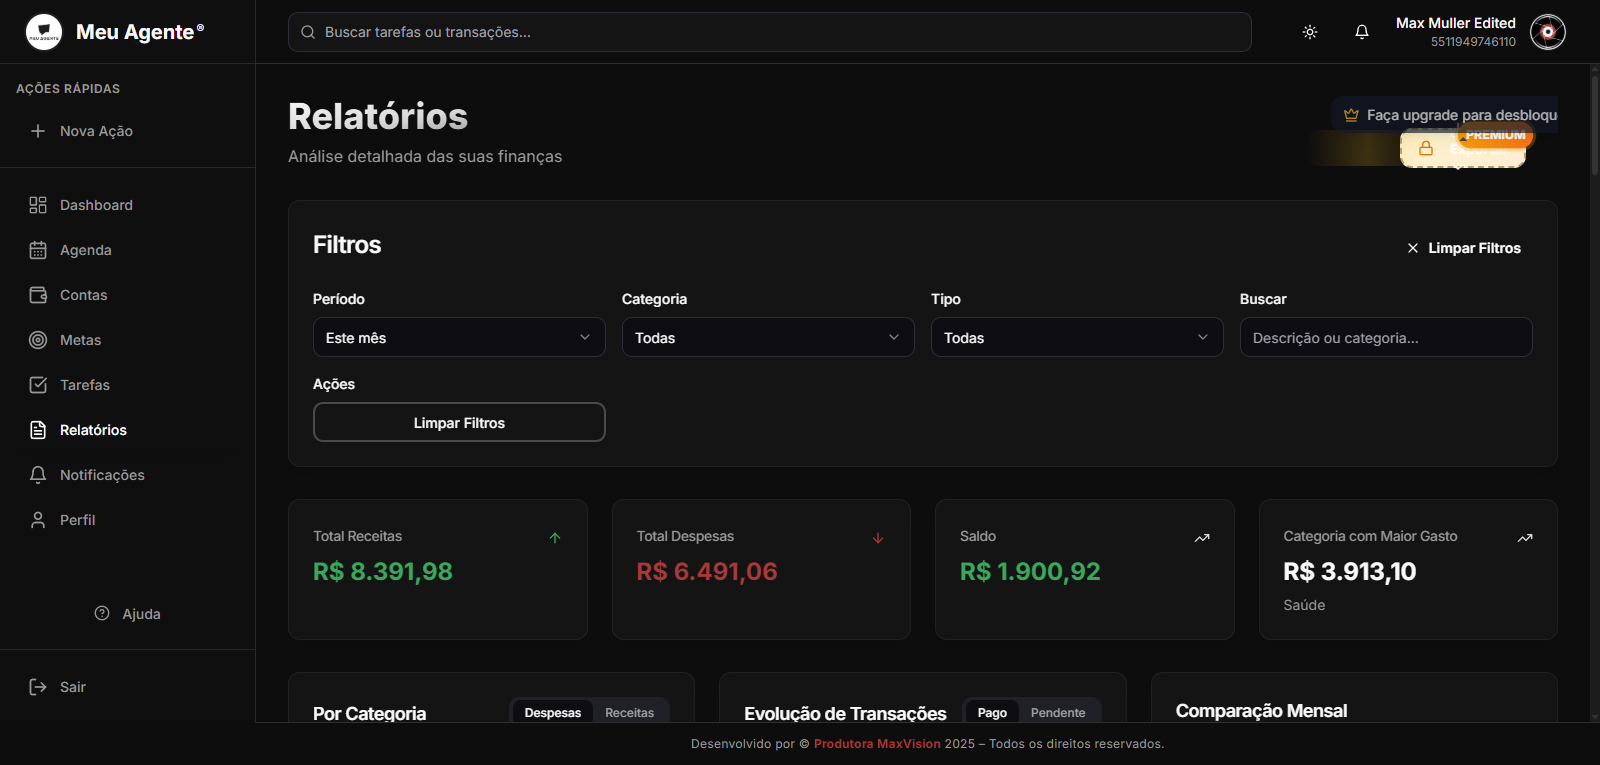 Meu Agente®
Buscar tarefas ou transações...
Max Muller Edited
5511949746110
AÇÕES RÁPIDAS
Nova Ação
Dashboard
Agenda
Contas
Metas
Tarefas
Relatórios
Notificações
Perfil
Ajuda
Sair
Relatórios
Análise detalhada das suas finanças
Faça upgrade para desbloqu
PREMIUM
Filtros
Limpar Filtros
Período
Categoria
Tipo
Buscar
Este mês
Todas
Todas
Descrição ou categoria...
Ações
Limpar Filtros
Total Receitas
R$ 8.391,98
Total Despesas
R$ 6.491,06
Saldo
R$ 1.900,92
Categoria com Maior Gasto
R$ 3.913,10
Saúde
Por Categoria
Despesas
Receitas
Evolução de Transações
Pago
Pendente
Comparação Mensal
Desenvolvido por © Produtora MaxVision 2025 – Todos os direitos reservados.